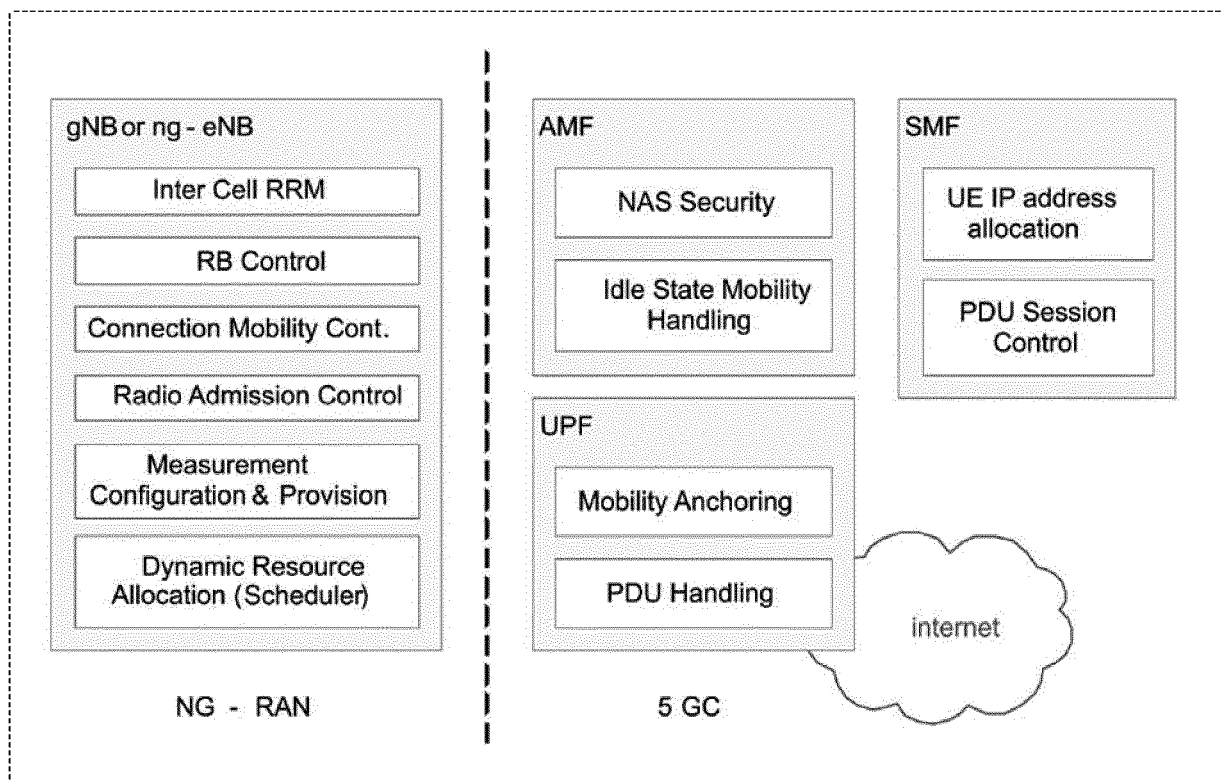 gNB or ng - eNB
Inter Cell RRM
RB Control
Connection Mobility Cont.
Radio Admission Control
Measurement
Configuration & Provision
Dynamic Resource
Allocation (Scheduler)
NG - RAN
AMF
NAS Security
Idle State Mobility
Handling
SMF
UE IP address
allocation
PDU Session
Control
UPF
Mobility Anchoring
PDU Handling
internet
5 GC